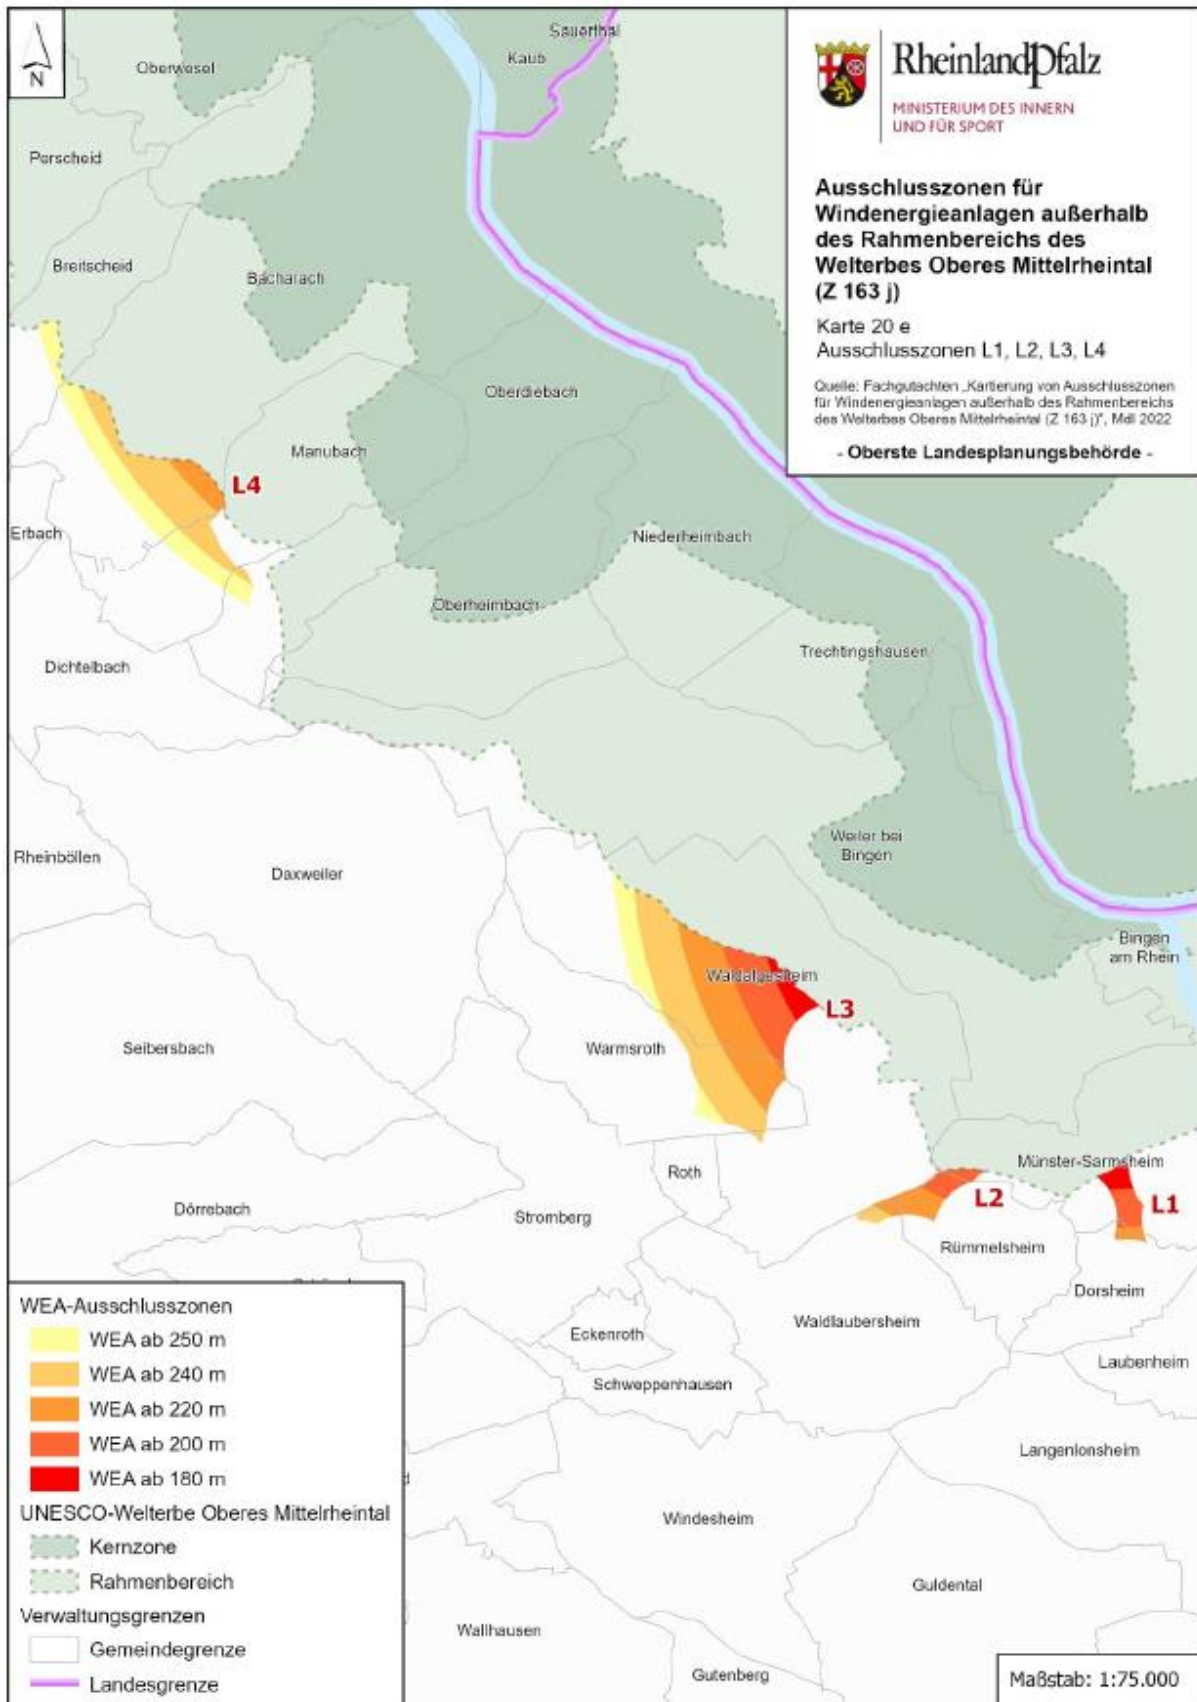 N
RheinlandPfalz
MINISTERIUM DES INNERN
UND FÜR SPORT
Ausschlusszonen für
Windenergieanlagen außerhalb
des Rahmenbereichs des
Welterbes Oberes Mittelrheintal
(Z 163 j)
Karte 20 e
Ausschlusszonen L1, L2, L3, L4
Quelle: Fachgutachten „Kartierung von Ausschlusszonen
für Windenergieanlagen außerhalb des Rahmenbereichs
des Welterbes Oberes Mittelrheintal (Z 163 j)", MdI 2022
- Oberste Landesplanungsbehörde -
Sauerthal
Kaub
Oberwesel
Perscheid
Breitscheid
Bacharach
Oberdiebach
Manubach
L4
Erbach
Niederheimbach
Oberheimbach
Trechtingshausen
Dichtelbach
Weiler bei
Bingen
Rheinböllen
Daxweiler
Bingen
am Rhein
Waldalgesheim
L3
Seibersbach
Warmsroth
Münster-Sarmsheim
Roth
L2
L1
Dörrebach
Stromberg
Rümmelsheim
Dorsheim
Waldlaubersheim
Eckenroth
Laubenheim
Schweppenhausen
Langenlonsheim
Windesheim
Guldental
Wallhausen
Gutenberg
WEA-Ausschlusszonen
WEA ab 250 m
WEA ab 240 m
WEA ab 220 m
WEA ab 200 m
WEA ab 180 m
UNESCO-Welterbe Oberes Mittelrheintal
Kernzone
Rahmenbereich
Verwaltungsgrenzen
Gemeindegrenze
Landesgrenze
Maßstab: 1:75.000